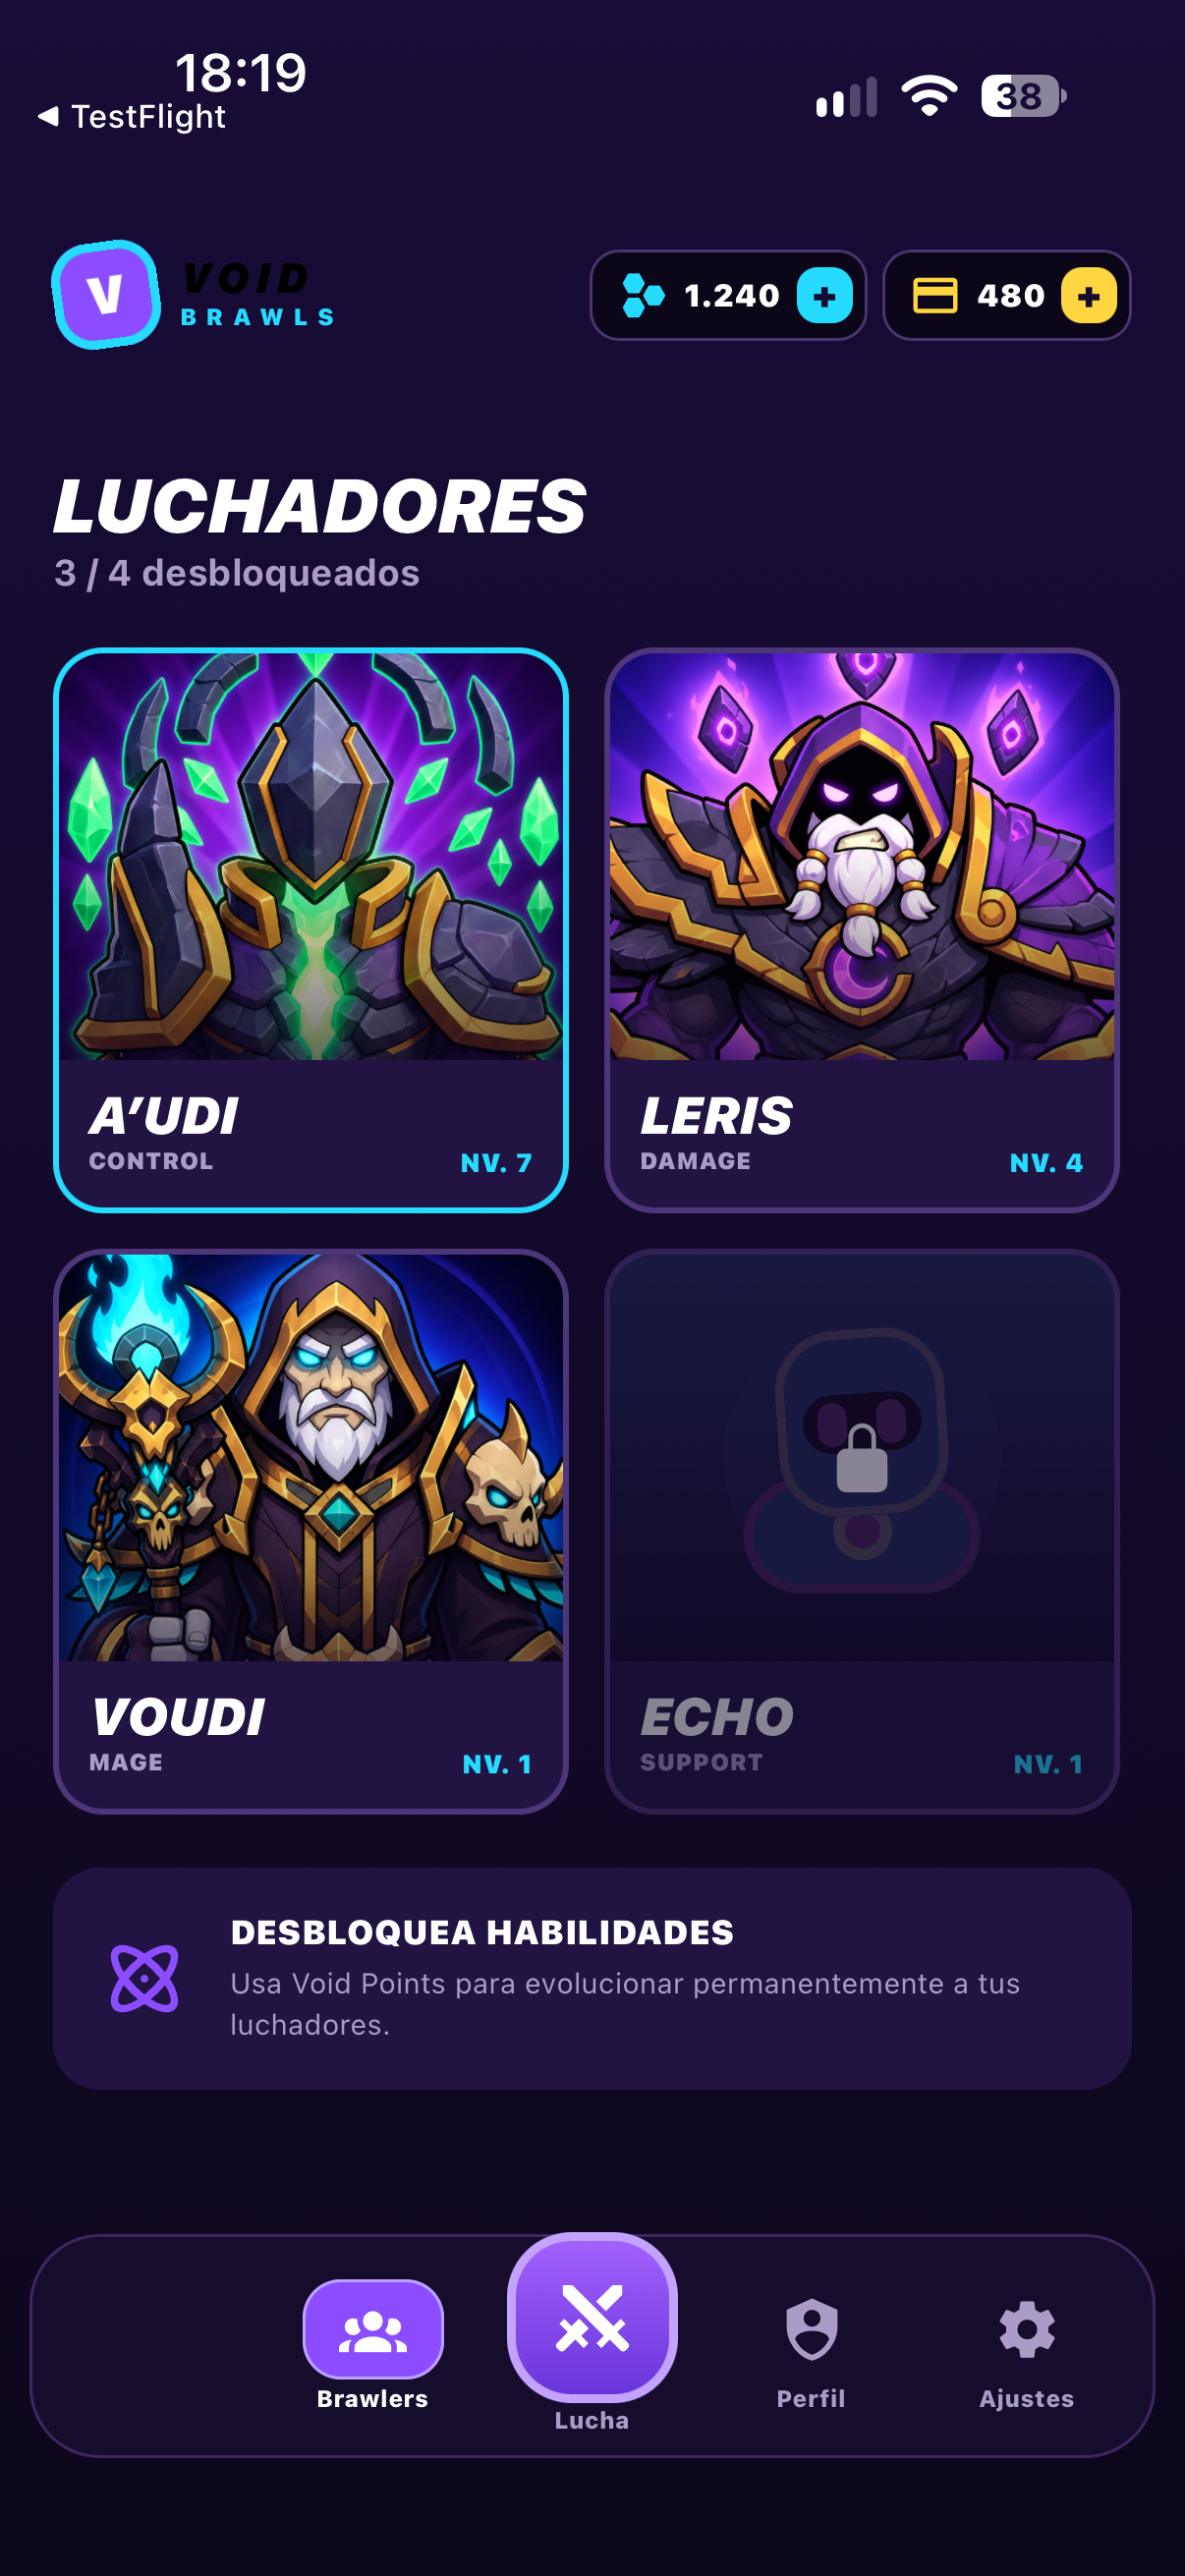 18:19
TestFlight
38
V
VOID
BRAWLS
1.240 +
480 +
LUCHADORES
3 / 4 desbloqueados
A’UDI
CONTROL
NV. 7
LERIS
DAMAGE
NV. 4
VOUDI
MAGE
NV. 1
ECHO
SUPPORT
NV. 1
DESBLOQUEA HABILIDADES
Usa Void Points para evolucionar permanentemente a tus
luchadores.
Brawlers
Lucha
Perfil
Ajustes